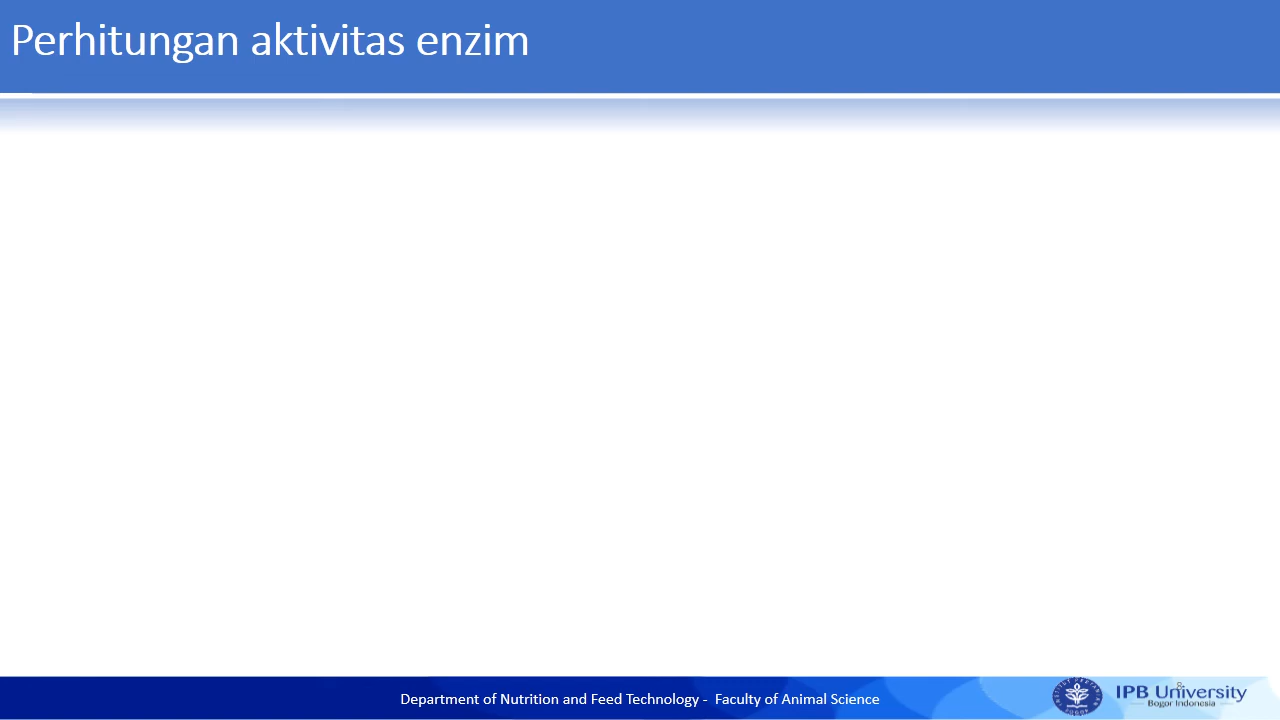 Perhitungan aktivitas enzim
Department of Nutrition and Feed Technology - Faculty of Animal Science
IPB University
Bogor Indonesia